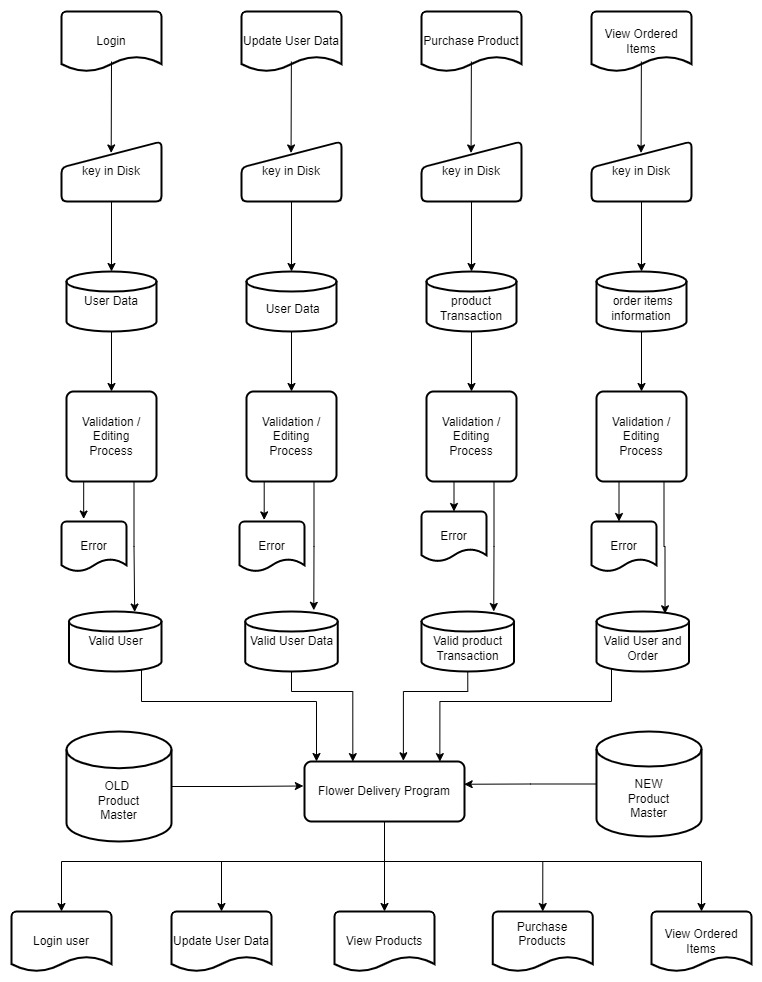 Login
Update User Data
Purchase Product
View Ordered
Items
key in Disk
key in Disk
key in Disk
key in Disk
User Data
User Data
product
Transaction
order items
information
Validation /
Editing
Process
Validation /
Editing
Process
Validation /
Editing
Process
Validation /
Editing
Process
Error
Error
Error
Error
Valid User
Valid User Data
Valid product
Transaction
Valid User and
Order
OLD
Product
Master
Flower Delivery Program
NEW
Product
Master
Login user
Update User Data
View Products
Purchase
Products
View Ordered
Items